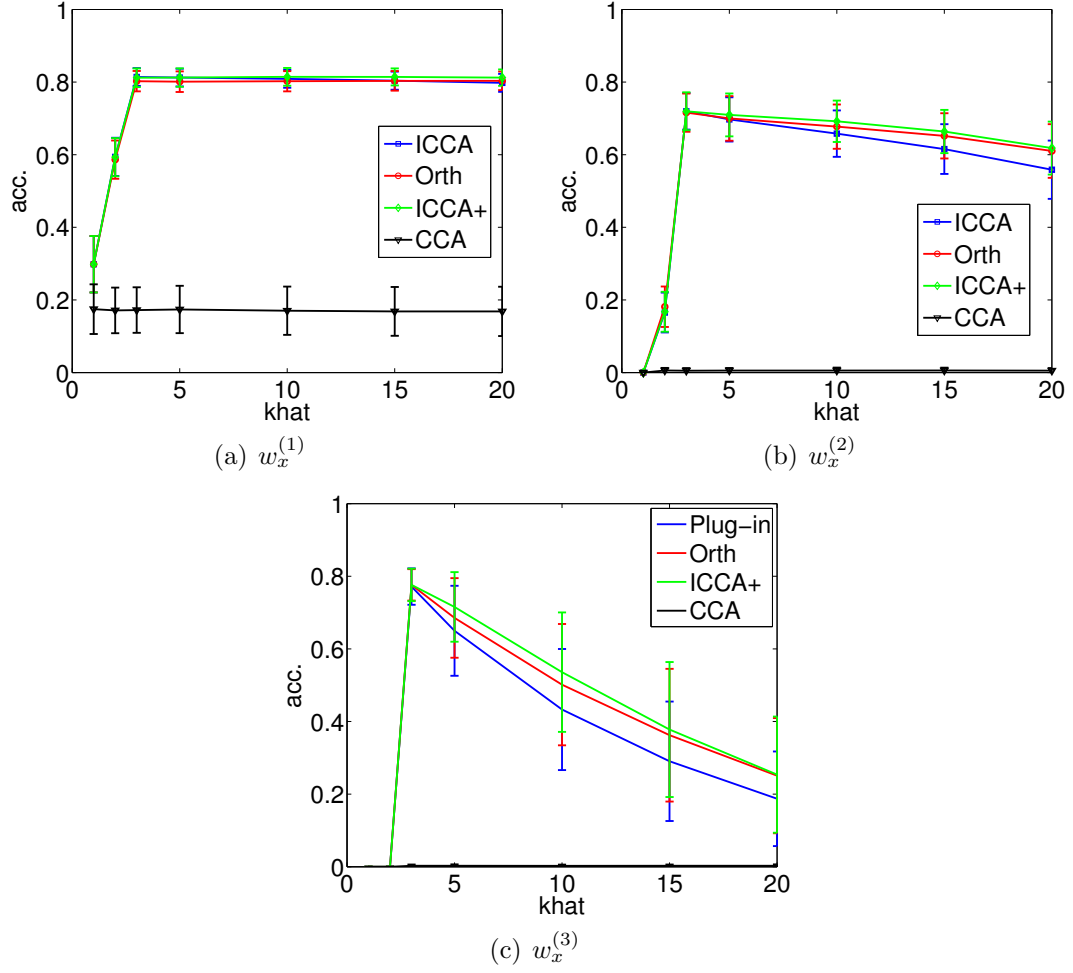 1
0.8
0.6
0.4
0.2
0
acc.
0 5 10 15 20
khat
ICCA
Orth
ICCA+
CCA
(a) w_x^{(1)}
1
0.8
0.6
0.4
0.2
0
acc.
0 5 10 15 20
khat
ICCA
Orth
ICCA+
CCA
(b) w_x^{(2)}
1
0.8
0.6
0.4
0.2
0
acc.
0 5 10 15 20
khat
Plug-in
Orth
ICCA+
CCA
(c) w_x^{(3)}